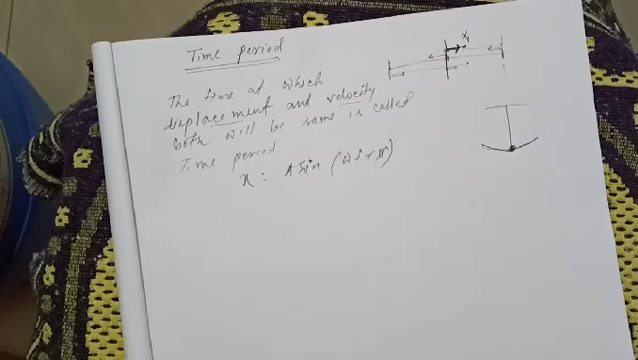 Time period
x₁
The time at which
displacement and velocity
both will be same is called
Time period
x = A sin (ωt+ø)